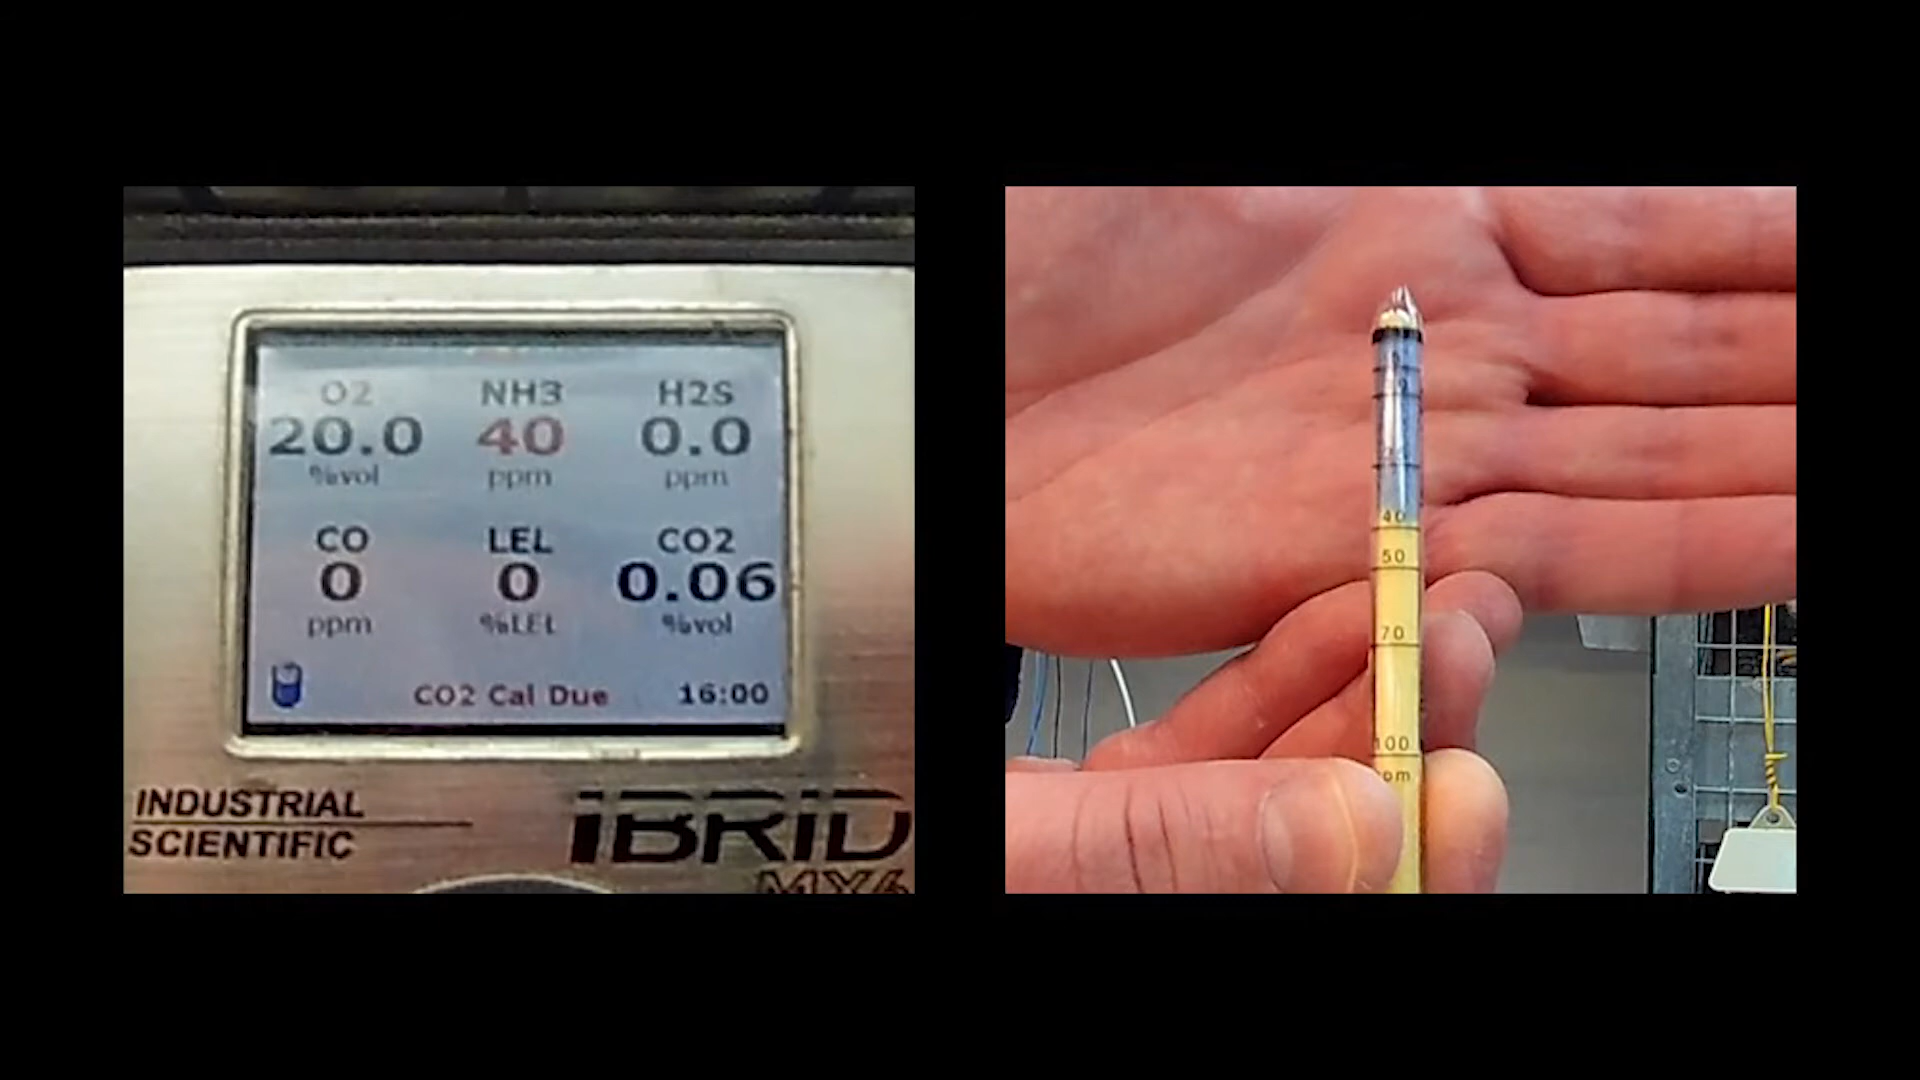 O2 NH3 H2S
20.0 40 0.0
%vol ppm ppm
CO LEL CO2
0 0 0.06
ppm %LEL %vol
CO2 Cal Due 16:00
INDUSTRIAL
SCIENTIFIC
iBRiD
MX6
40
50
70
100